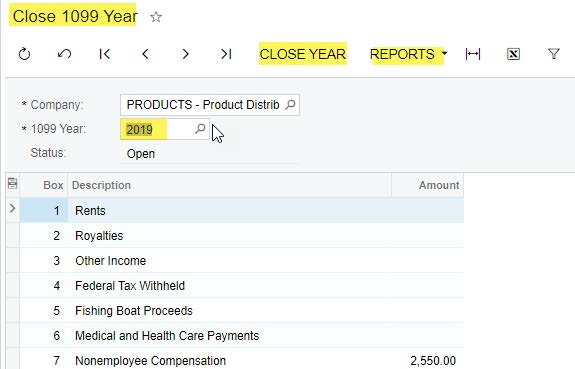 Close 1099 Year
CLOSE YEAR REPORTS
* Company: PRODUCTS - Product Distrib
* 1099 Year: 2019
Status: Open
Box Description Amount
1 Rents
2 Royalties
3 Other Income
4 Federal Tax Withheld
5 Fishing Boat Proceeds
6 Medical and Health Care Payments
7 Nonemployee Compensation 2,550.00